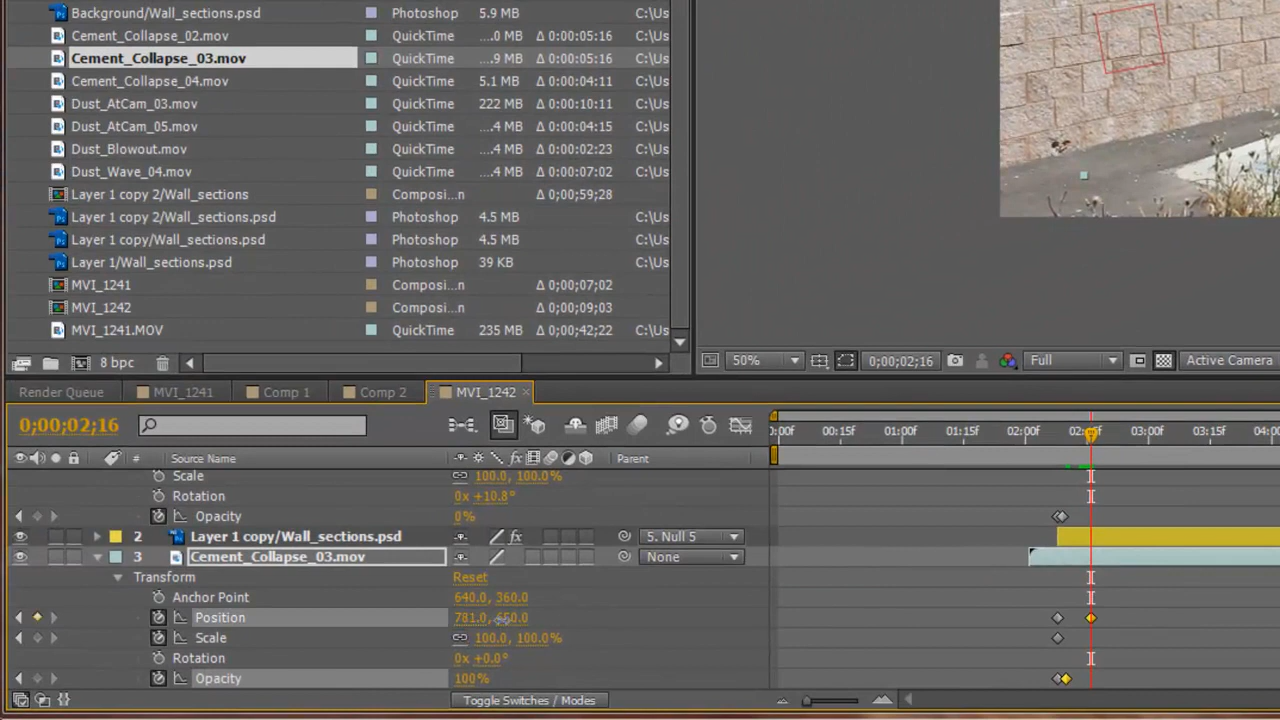 Background/Wall_sections.psd Photoshop 5.9 MB C:\Us
Cement_Collapse_02.mov QuickTime ....0 MB Δ 0:00:05:16 C:\Us
Cement_Collapse_03.mov QuickTime ....9 MB Δ 0:00:05:16 C:\Us
Cement_Collapse_04.mov QuickTime 5.1 MB Δ 0:00:04:11 C:\Us
Dust_AtCam_03.mov QuickTime 222 MB Δ 0:00:10:11 C:\Us
Dust_AtCam_05.mov QuickTime ....4 MB Δ 0:00:04:15 C:\Us
Dust_Blowout.mov QuickTime ....4 MB Δ 0:00:02:23 C:\Us
Dust_Wave_04.mov QuickTime ....4 MB Δ 0:00:07:02 C:\Us
Layer 1 copy 2/Wall_sections Composi...n Δ 0;00;59;28
Layer 1 copy 2/Wall_sections.psd Photoshop 4.5 MB C:\Us
Layer 1 copy/Wall_sections.psd Photoshop 4.5 MB C:\Us
Layer 1/Wall_sections.psd Photoshop 39 KB C:\Us
MVI_1241 Composi...n Δ 0;00;07;02
MVI_1242 Composi...n Δ 0;00;09;03
MVI_1241.MOV QuickTime 235 MB Δ 0;00;42;22 C:\Us
8 bpc 50% 0;00;02;16 Full Active Camera
Render Queue MVI_1241 Comp 1 Comp 2 MVI_1242 ×
0;00;02;16 00:15f 01:00f 01:15f 02:00f 03:00f 03:15f
# Source Name fx Parent
Scale 100.0, 100.0%
Rotation 0x +10.8°
Opacity 0%
2 Layer 1 copy/Wall_sections.psd fx 5. Null 5
3 Cement_Collapse_03.mov None
Transform Reset
Anchor Point 640.0, 360.0
Position 781.0,
Scale 100.0, 100.0%
Rotation 0x +0.0°
Opacity 100%
Toggle Switches / Modes